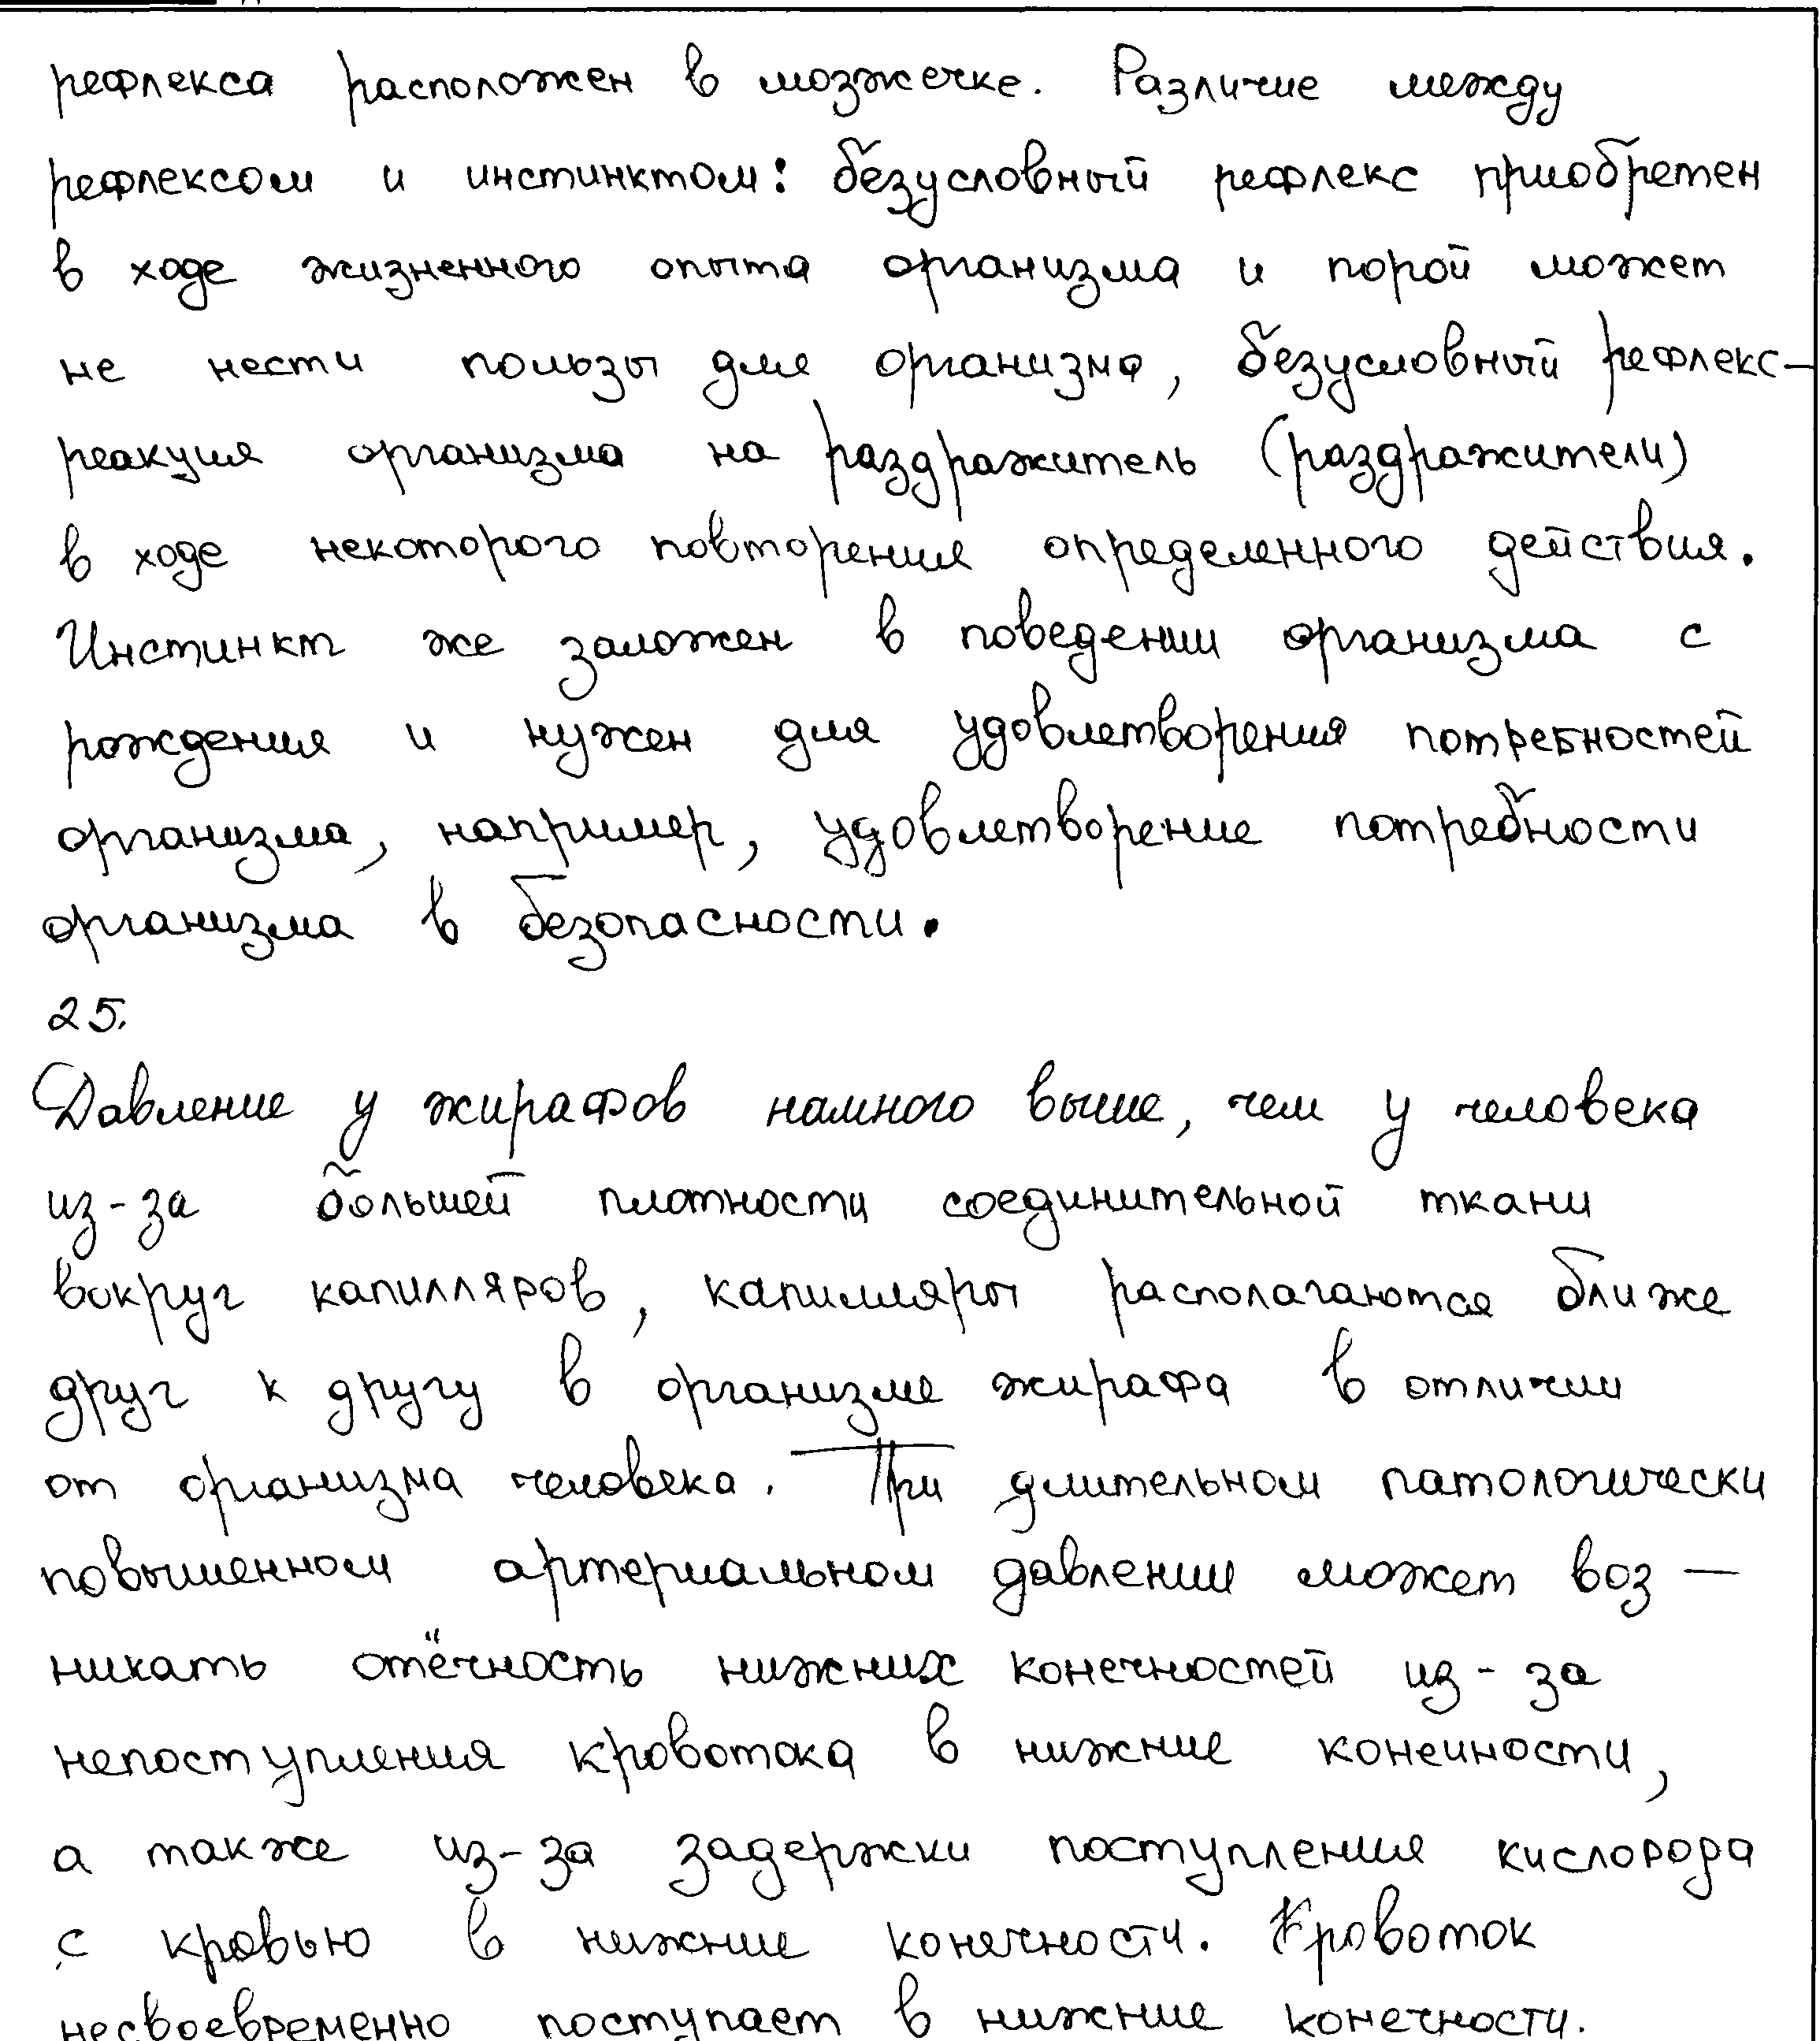 рефлекса расположен в мозжечке. Различие между
рефлексом и инстинктом: безусловный рефлекс приобретен
в ходе жизненного опыта организма и порой может
не нести пользы для организма, безусловный рефлекс-
реакция организма на раздражитель (раздражители)
в ходе некоторого повторения определенного действия.
Инстинкт же заложен в поведении организма с
рождения и нужен для удовлетворения потребностей
организма, например, удовлетворение потребности
организма в безопасности.
25.
Давление у жирафов намного выше, чем у человека
из-за большей плотности соединительной ткани
вокруг капилляров, капилляры располагаются ближе
друг к другу в организме жирафа в отличии
от организма человека. При длительном патологически
повышенном артериальном давлении может воз-
никать отёчность нижних конечностей из-за
непоступления кровотока в нижние конечности,
а также из-за задержки поступления кислорода
с кровью в нижние конечности. Кровоток
несвоевременно поступает в нижние конечности.